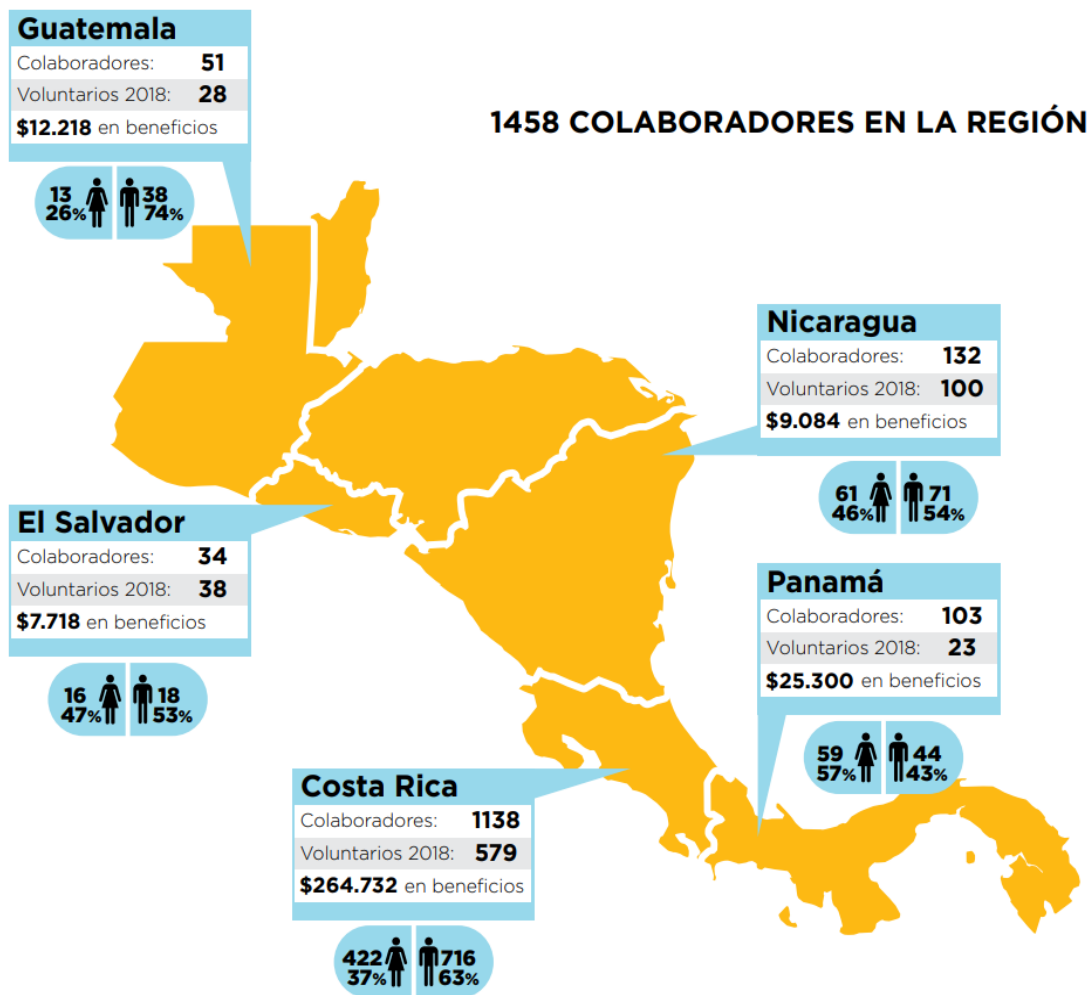 Guatemala
Colaboradores: 51
Voluntarios 2018: 28
$12.218 en beneficios
13 38
26% 74%
1458 COLABORADORES EN LA REGIÓN
Nicaragua
Colaboradores: 132
Voluntarios 2018: 100
$9.084 en beneficios
61 71
46% 54%
El Salvador
Colaboradores: 34
Voluntarios 2018: 38
$7.718 en beneficios
16 18
47% 53%
Panamá
Colaboradores: 103
Voluntarios 2018: 23
$25.300 en beneficios
59 44
57% 43%
Costa Rica
Colaboradores: 1138
Voluntarios 2018: 579
$264.732 en beneficios
422 716
37% 63%